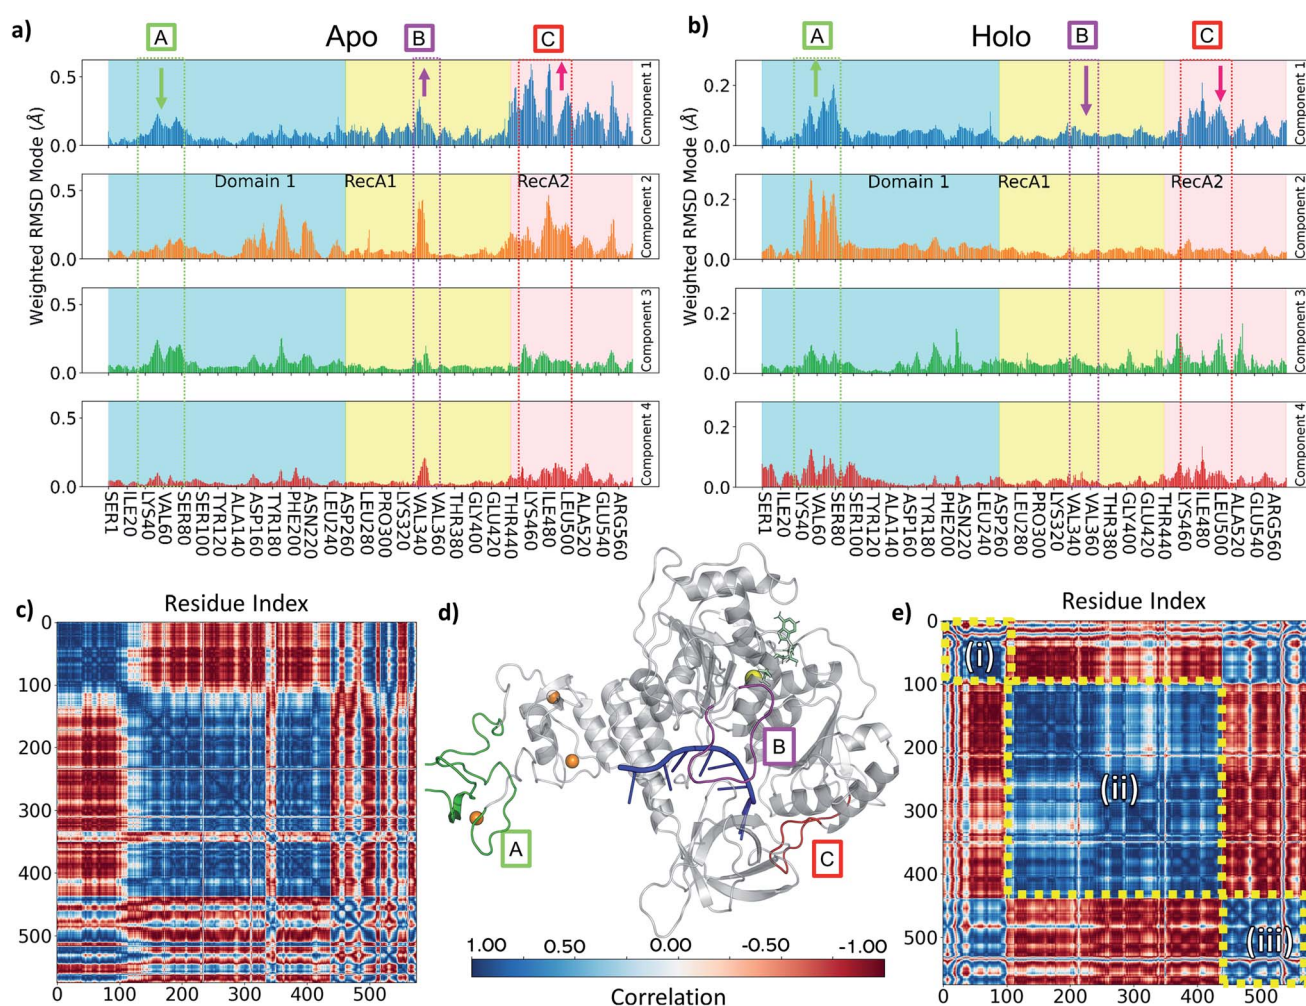 a)
A
Apo
B
C
Weighted RMSD Mode (Å)
0.5
0.0
Component 1
0.5
0.0
Domain 1
RecA1
RecA2
Component 2
0.5
0.0
Component 3
0.5
0.0
Component 4
SER1
ILE20
LYS40
VAL60
SER80
SER100
TYR120
ALA140
ASP160
TYR180
PHE200
ASN220
LEU240
ASP260
LEU280
PRO300
LYS320
VAL340
VAL360
THR380
GLY400
GLU420
THR440
LYS460
ILE480
LEU500
ALA520
GLU540
ARG560
b)
A
Holo
B
C
Weighted RMSD Mode (Å)
0.2
0.0
Component 1
0.2
0.0
Domain 1
RecA1
RecA2
Component 2
0.2
0.0
Component 3
0.2
0.0
Component 4
SER1
ILE20
LYS40
VAL60
SER80
SER100
TYR120
ALA140
ASP160
TYR180
PHE200
ASN220
LEU240
ASP260
LEU280
PRO300
LYS320
VAL340
VAL360
THR380
GLY400
GLU420
THR440
LYS460
ILE480
LEU500
ALA520
GLU540
ARG560
c)
Residue Index
0
100
200
300
400
500
0 100 200 300 400 500
d)
A
B
C
1.00 0.50 0.00 -0.50 -1.00
Correlation
e)
Residue Index
0
100
200
300
400
500
(i)
(ii)
(iii)
0 100 200 300 400 500